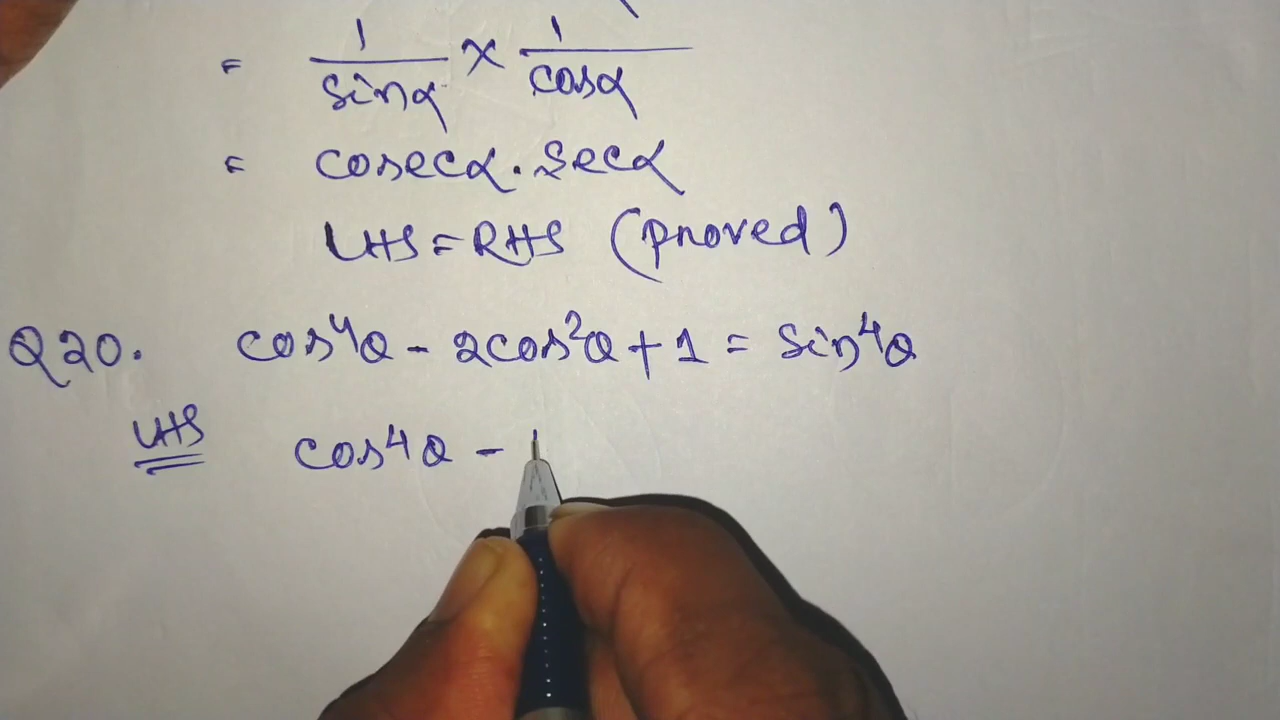 = 1/sinα × 1/cosα
= cosecα . secα
LHS = RHS (proved)
Q20. cos⁴θ - 2cos²θ + 1 = sin⁴θ
LHS cos⁴θ -